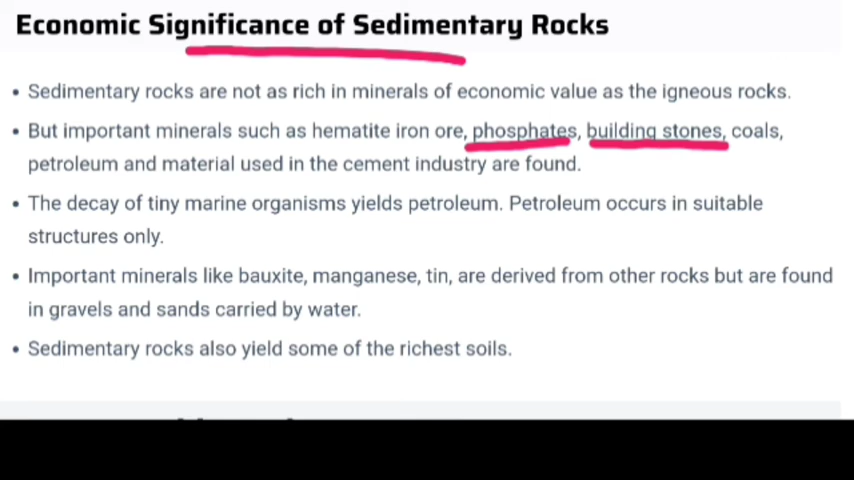 Economic Significance of Sedimentary Rocks
• Sedimentary rocks are not as rich in minerals of economic value as the igneous rocks.
• But important minerals such as hematite iron ore, phosphates, building stones, coals,
petroleum and material used in the cement industry are found.
• The decay of tiny marine organisms yields petroleum. Petroleum occurs in suitable
structures only.
• Important minerals like bauxite, manganese, tin, are derived from other rocks but are found
in gravels and sands carried by water.
• Sedimentary rocks also yield some of the richest soils.